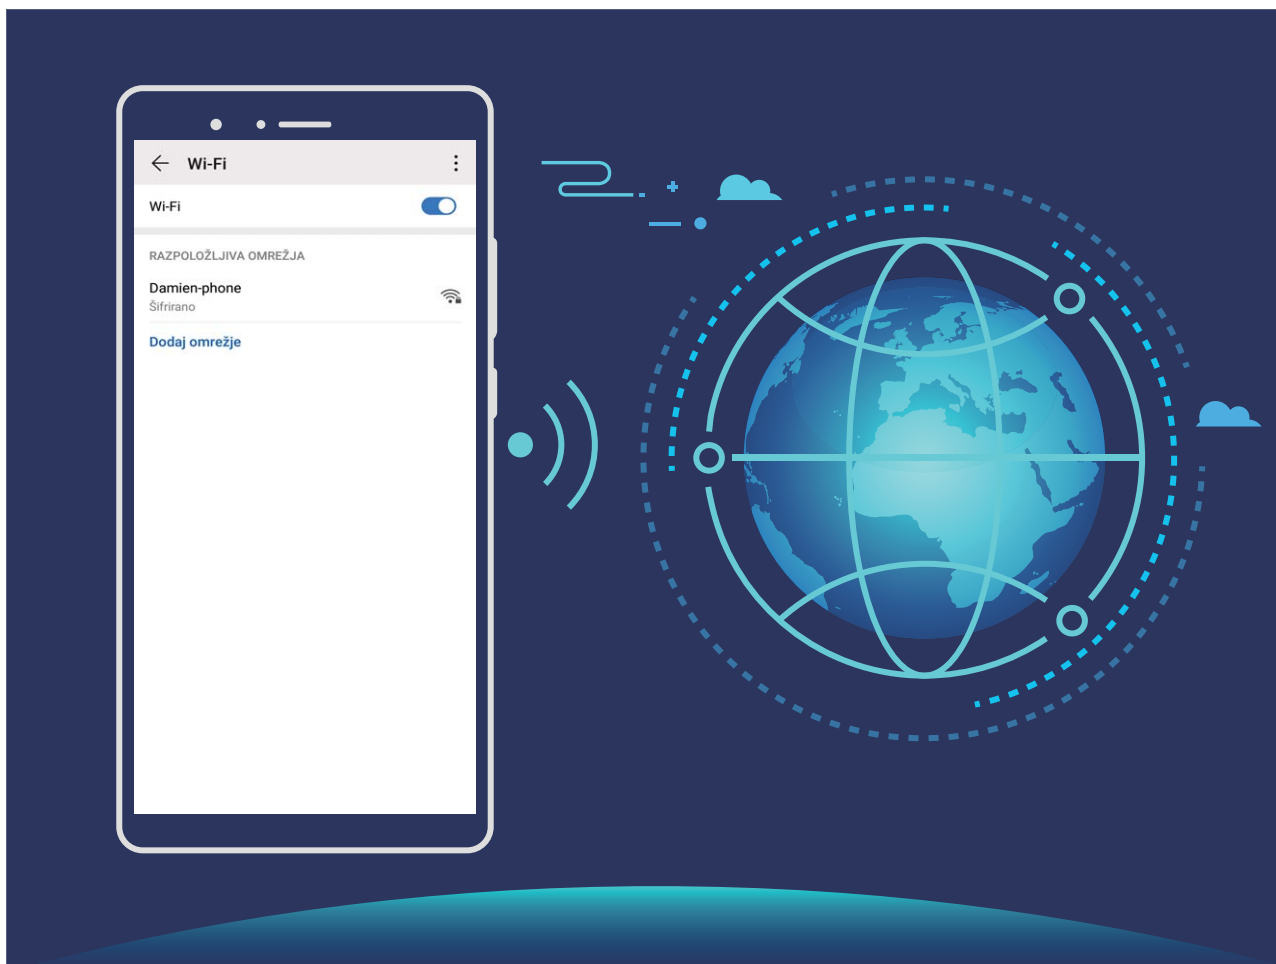 Wi-Fi
Wi-Fi
RAZPOLOŽLJIVA OMREŽJA
Damien-phone
Šifrirano
Dodaj omrežje